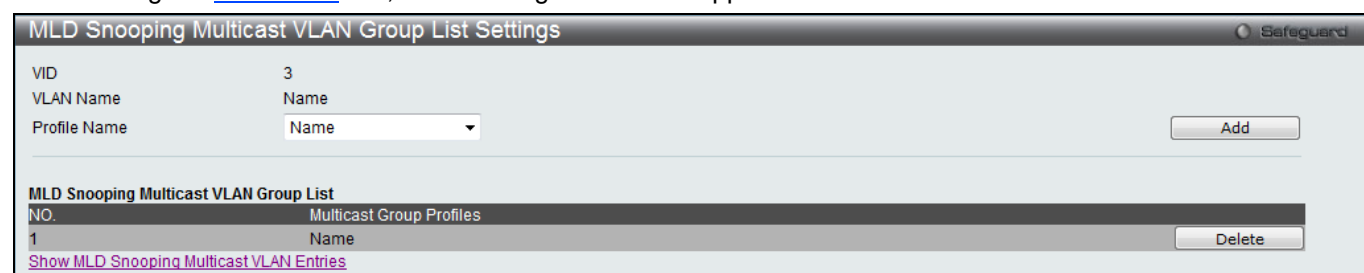 MLD Snooping Multicast VLAN Group List Settings
Safeguard
VID 3
VLAN Name Name
Profile Name Name Add
MLD Snooping Multicast VLAN Group List
NO. Multicast Group Profiles
1 Name Delete
Show MLD Snooping Multicast VLAN Entries